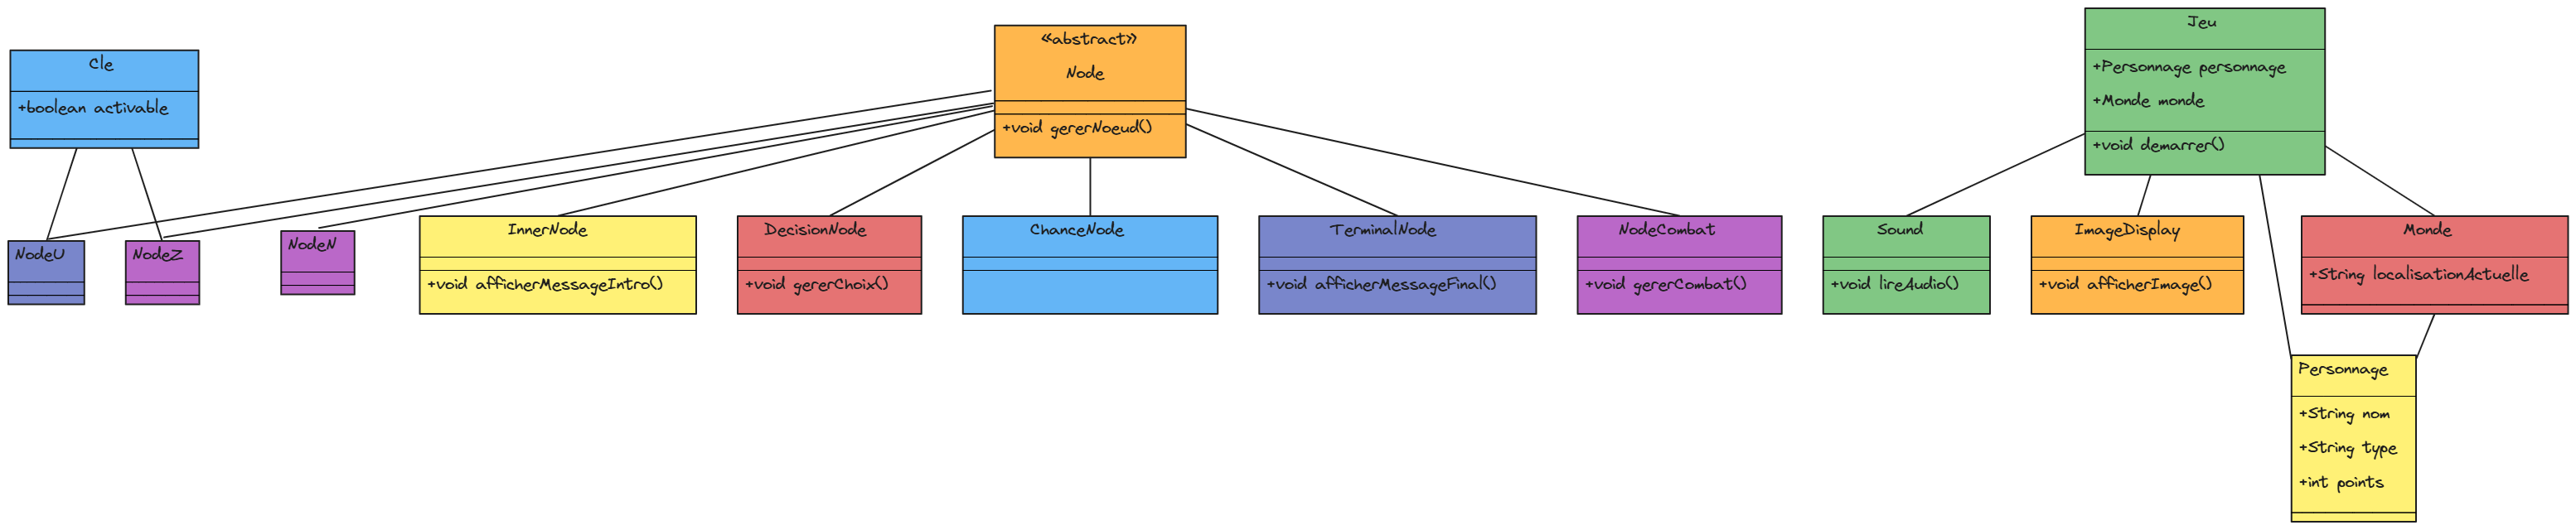 Cle
+boolean activable
«abstract»
Node
+void gererNoeud()
Jeu
+Personnage personnage
+Monde monde
+void demarrer()
NodeU
NodeZ
NodeN
InnerNode
+void afficherMessageIntro()
DecisionNode
+void gererChoix()
ChanceNode
TerminalNode
+void afficherMessageFinal()
NodeCombat
+void gererCombat()
Sound
+void lireAudio()
ImageDisplay
+void afficherImage()
Monde
+String localisationActuelle
Personnage
+String nom
+String type
+int points